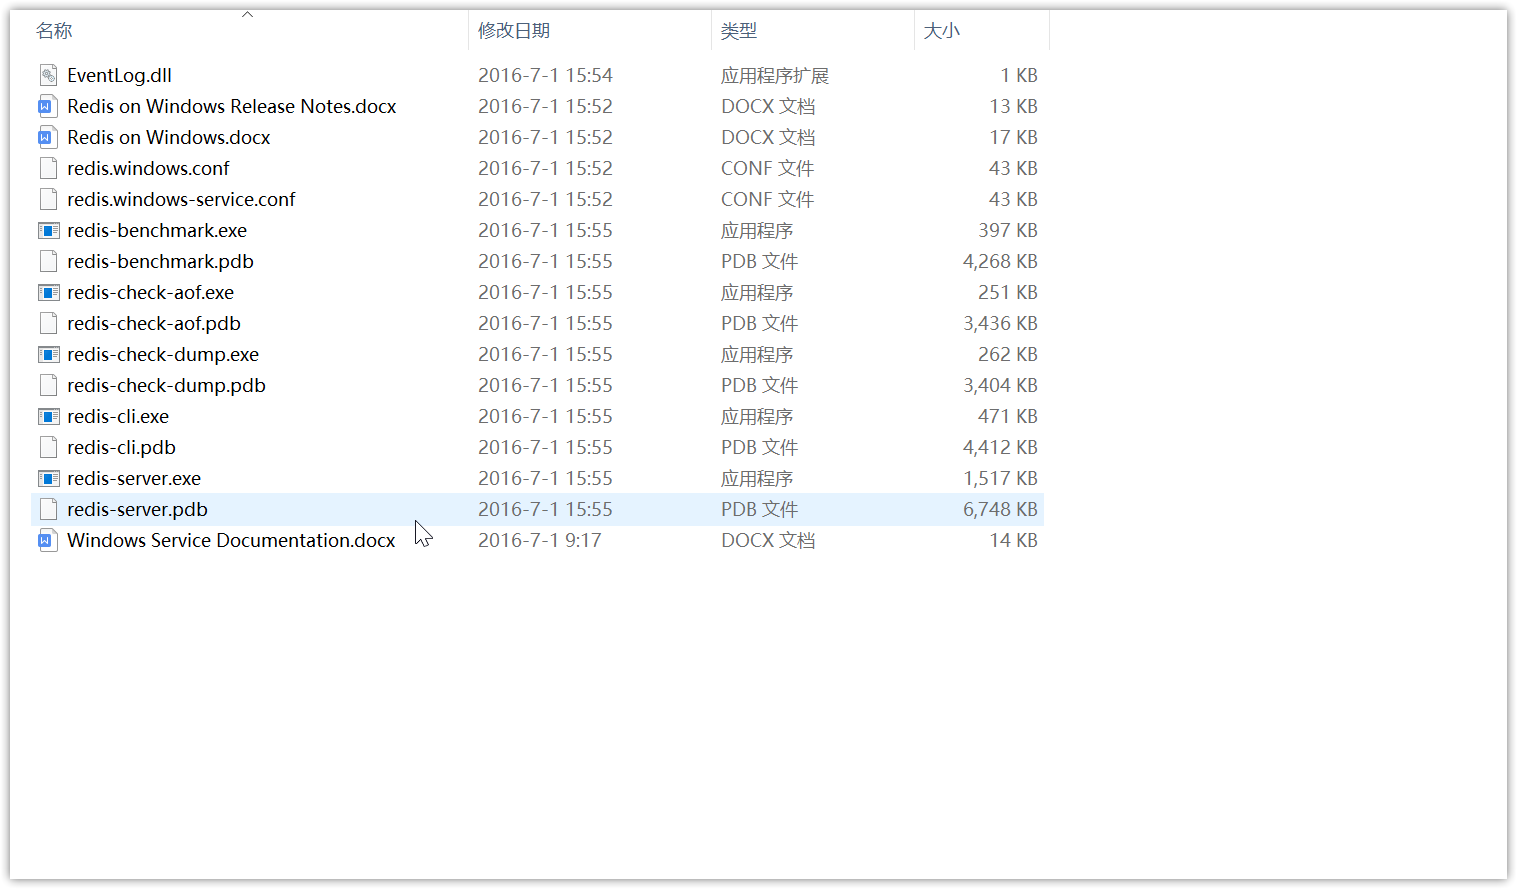 名称 修改日期 类型 大小
EventLog.dll 2016-7-1 15:54 应用程序扩展 1 KB
Redis on Windows Release Notes.docx 2016-7-1 15:52 DOCX 文档 13 KB
Redis on Windows.docx 2016-7-1 15:52 DOCX 文档 17 KB
redis.windows.conf 2016-7-1 15:52 CONF 文件 43 KB
redis.windows-service.conf 2016-7-1 15:52 CONF 文件 43 KB
redis-benchmark.exe 2016-7-1 15:55 应用程序 397 KB
redis-benchmark.pdb 2016-7-1 15:55 PDB 文件 4,268 KB
redis-check-aof.exe 2016-7-1 15:55 应用程序 251 KB
redis-check-aof.pdb 2016-7-1 15:55 PDB 文件 3,436 KB
redis-check-dump.exe 2016-7-1 15:55 应用程序 262 KB
redis-check-dump.pdb 2016-7-1 15:55 PDB 文件 3,404 KB
redis-cli.exe 2016-7-1 15:55 应用程序 471 KB
redis-cli.pdb 2016-7-1 15:55 PDB 文件 4,412 KB
redis-server.exe 2016-7-1 15:55 应用程序 1,517 KB
redis-server.pdb 2016-7-1 15:55 PDB 文件 6,748 KB
Windows Service Documentation.docx 2016-7-1 9:17 DOCX 文档 14 KB